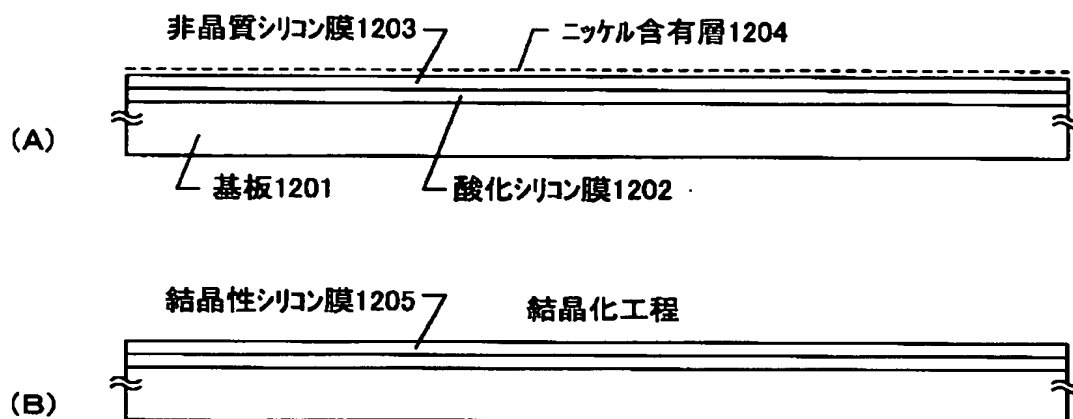 非晶質シリコン膜1203
ニッケル含有層1204
(A)
基板1201
酸化シリコン膜1202
結晶性シリコン膜1205
結晶化工程
(B)